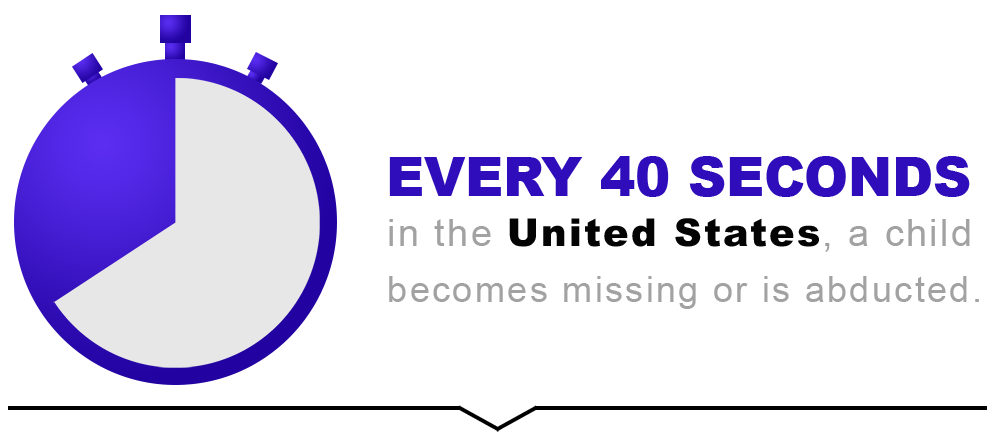 EVERY 40 SECONDS
in the United States, a child
becomes missing or is abducted.